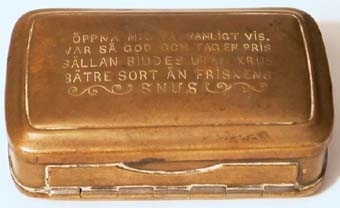 ÖPPNA MIG PÅ VANLIGT VIS.
VAR SÅ GOD OCH TAG EN PRIS
SÄLLAN BJUDES UTAN KRUS
BÄTRE SORT ÄN FRISKENS
SNUS